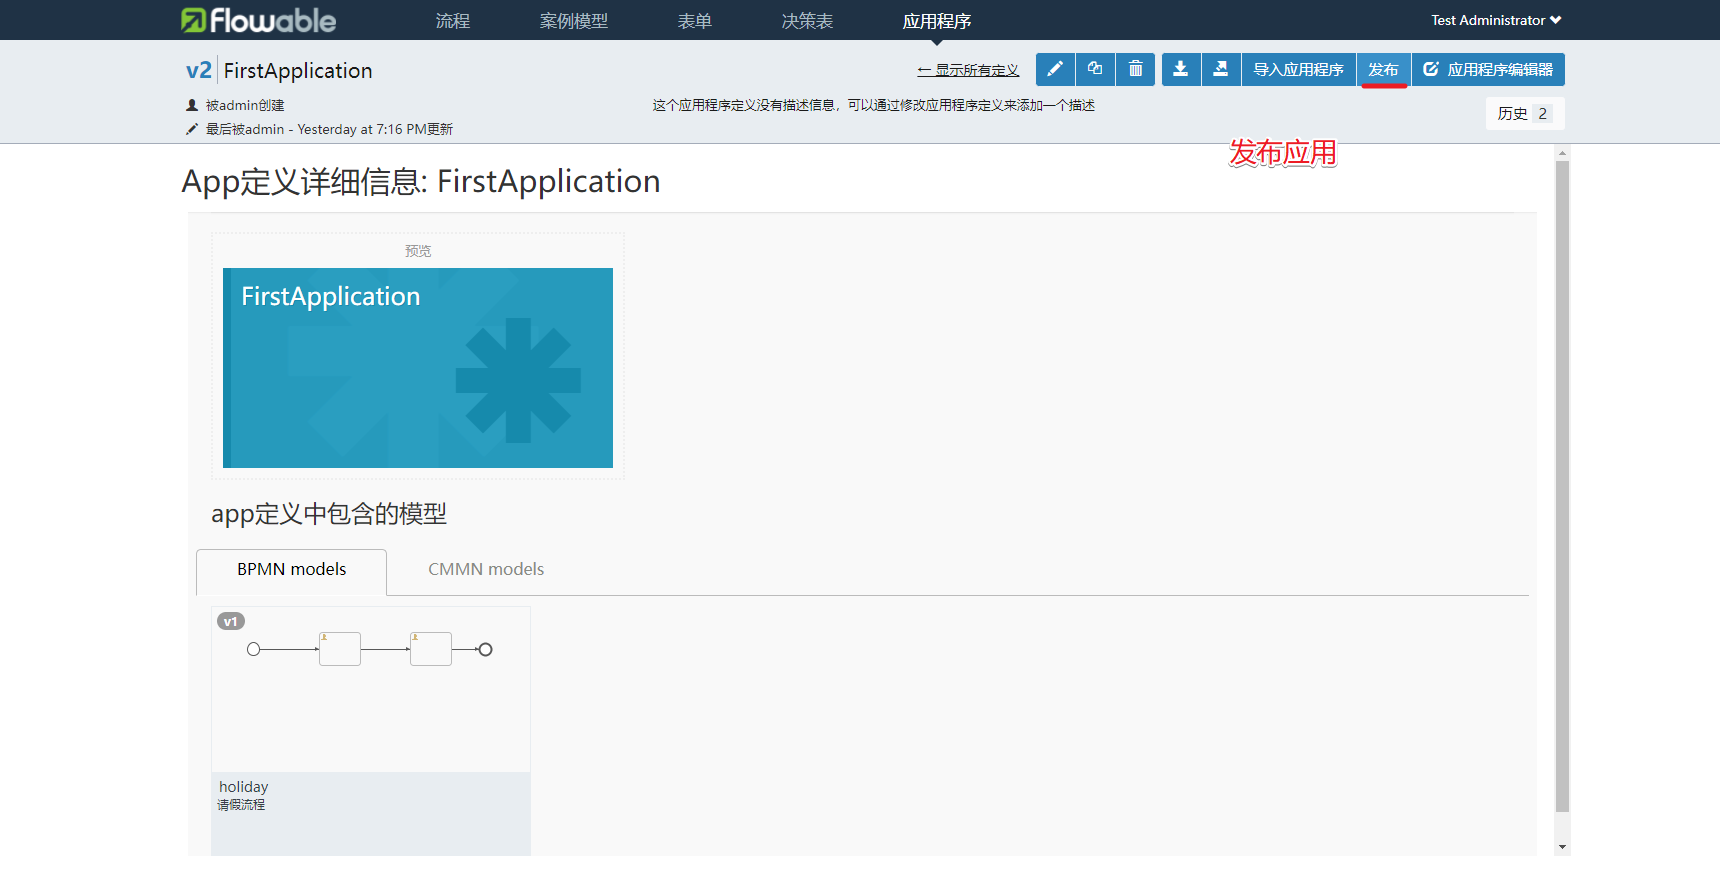 flowable
流程
案例模型
表单
决策表
应用程序
Test Administrator
v2 FirstApplication
← 显示所有定义
导入应用程序
发布
应用程序编辑器
被admin创建
这个应用程序定义没有描述信息，可以通过修改应用程序定义来添加一个描述
历史 2
最后被admin - Yesterday at 7:16 PM更新
发布应用
App定义详细信息: FirstApplication
预览
FirstApplication
app定义中包含的模型
BPMN models
CMMN models
v1
holiday
请假流程